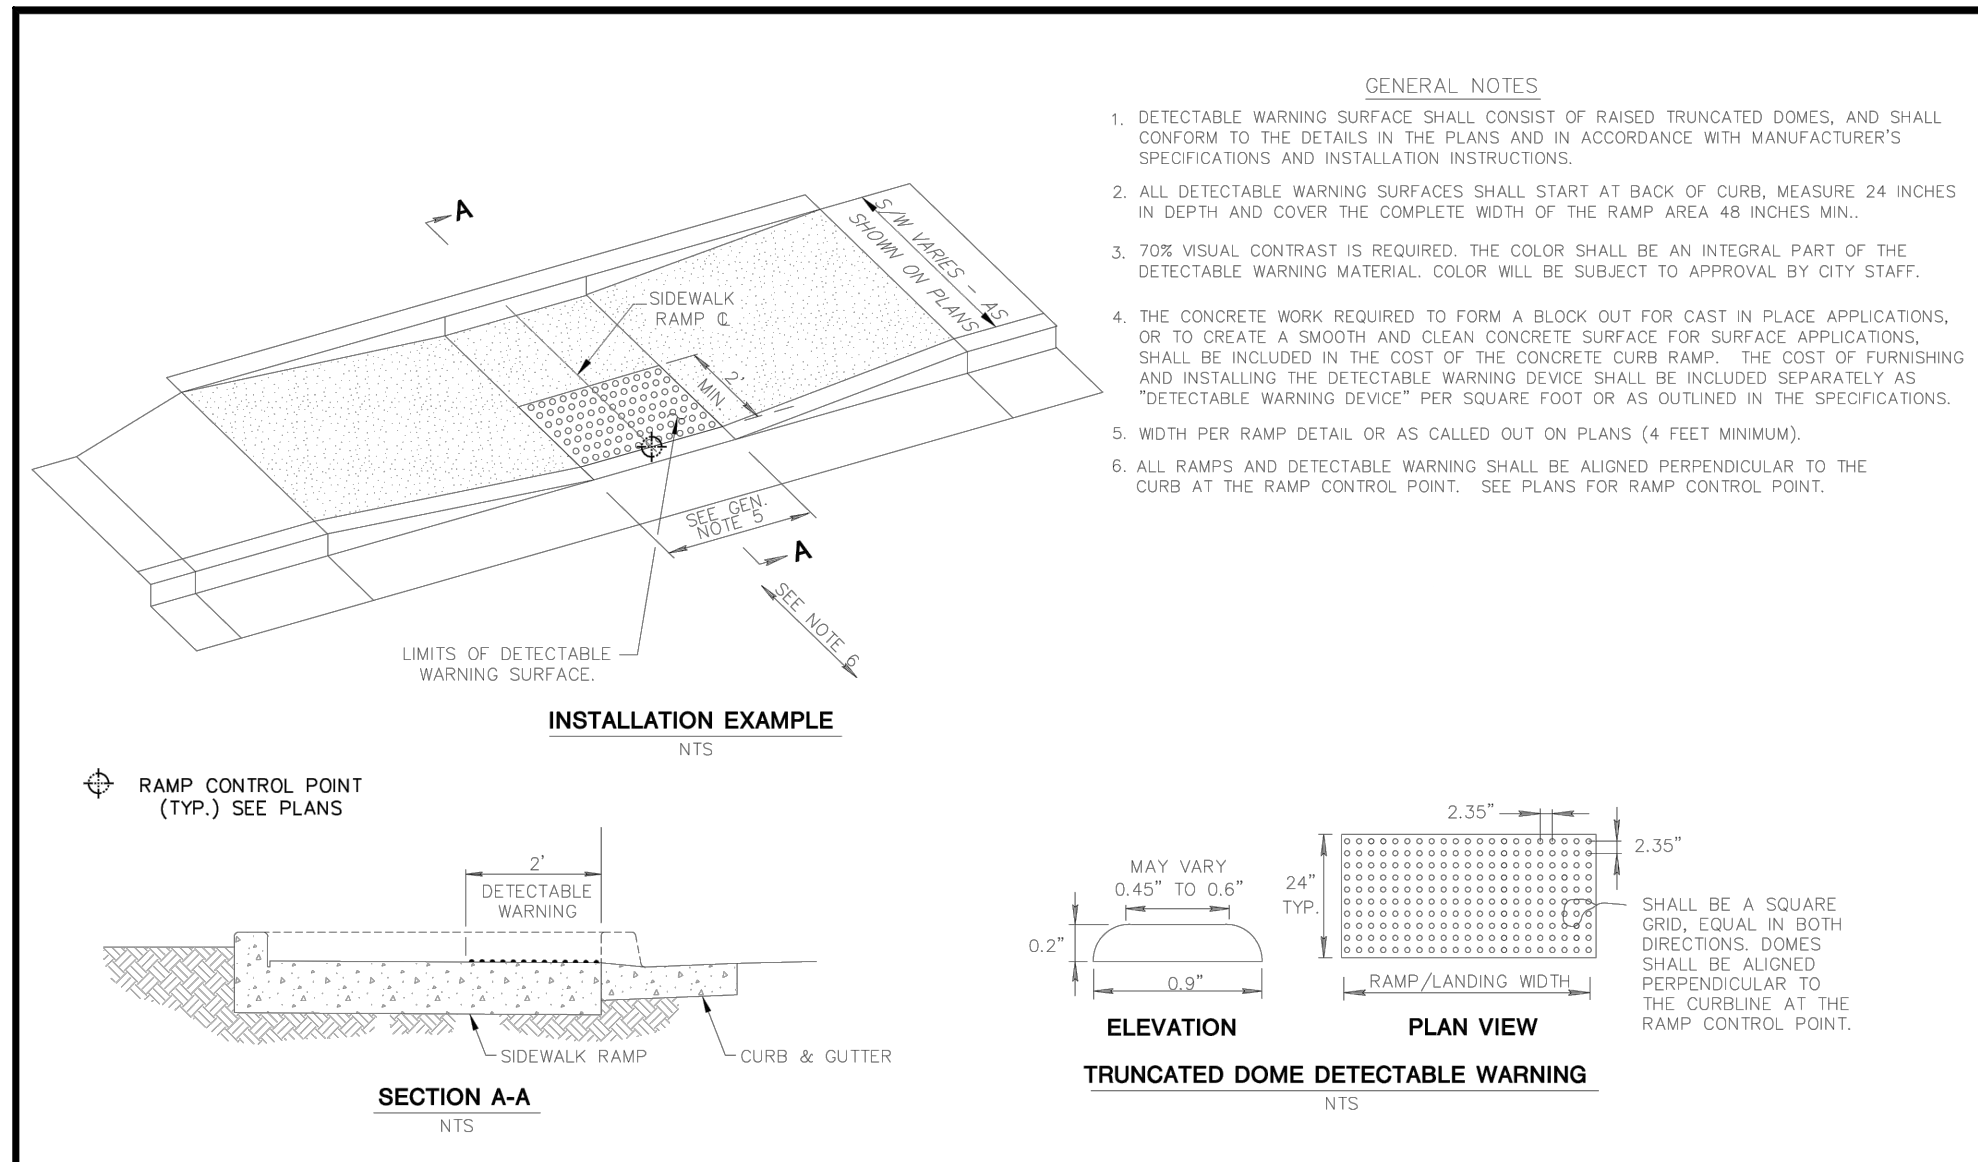 GENERAL NOTES
1. DETECTABLE WARNING SURFACE SHALL CONSIST OF RAISED TRUNCATED DOMES, AND SHALL
CONFORM TO THE DETAILS IN THE PLANS AND IN ACCORDANCE WITH MANUFACTURER'S
SPECIFICATIONS AND INSTALLATION INSTRUCTIONS.
2. ALL DETECTABLE WARNING SURFACES SHALL START AT BACK OF CURB, MEASURE 24 INCHES
IN DEPTH AND COVER THE COMPLETE WIDTH OF THE RAMP AREA 48 INCHES MIN..
3. 70% VISUAL CONTRAST IS REQUIRED. THE COLOR SHALL BE AN INTEGRAL PART OF THE
DETECTABLE WARNING MATERIAL. COLOR WILL BE SUBJECT TO APPROVAL BY CITY STAFF.
4. THE CONCRETE WORK REQUIRED TO FORM A BLOCK OUT FOR CAST IN PLACE APPLICATIONS,
OR TO CREATE A SMOOTH AND CLEAN CONCRETE SURFACE FOR SURFACE APPLICATIONS,
SHALL BE INCLUDED IN THE COST OF THE CONCRETE CURB RAMP. THE COST OF FURNISHING
AND INSTALLING THE DETECTABLE WARNING DEVICE SHALL BE INCLUDED SEPARATELY AS
"DETECTABLE WARNING DEVICE" PER SQUARE FOOT OR AS OUTLINED IN THE SPECIFICATIONS.
5. WIDTH PER RAMP DETAIL OR AS CALLED OUT ON PLANS (4 FEET MINIMUM).
6. ALL RAMPS AND DETECTABLE WARNING SHALL BE ALIGNED PERPENDICULAR TO THE
CURB AT THE RAMP CONTROL POINT. SEE PLANS FOR RAMP CONTROL POINT.
A
S/W VARIES - AS
SHOWN ON PLANS
SIDEWALK
RAMP ℄
2'
MIN.
SEE GEN.
NOTE 5
A
SEE NOTE 6
LIMITS OF DETECTABLE
WARNING SURFACE.
INSTALLATION EXAMPLE
NTS
RAMP CONTROL POINT
(TYP.) SEE PLANS
2'
DETECTABLE
WARNING
SIDEWALK RAMP
CURB & GUTTER
SECTION A-A
NTS
MAY VARY
0.45" TO 0.6"
0.2"
0.9"
ELEVATION
2.35"
2.35"
24"
TYP.
RAMP/LANDING WIDTH
PLAN VIEW
SHALL BE A SQUARE
GRID, EQUAL IN BOTH
DIRECTIONS. DOMES
SHALL BE ALIGNED
PERPENDICULAR TO
THE CURBLINE AT THE
RAMP CONTROL POINT.
TRUNCATED DOME DETECTABLE WARNING
NTS